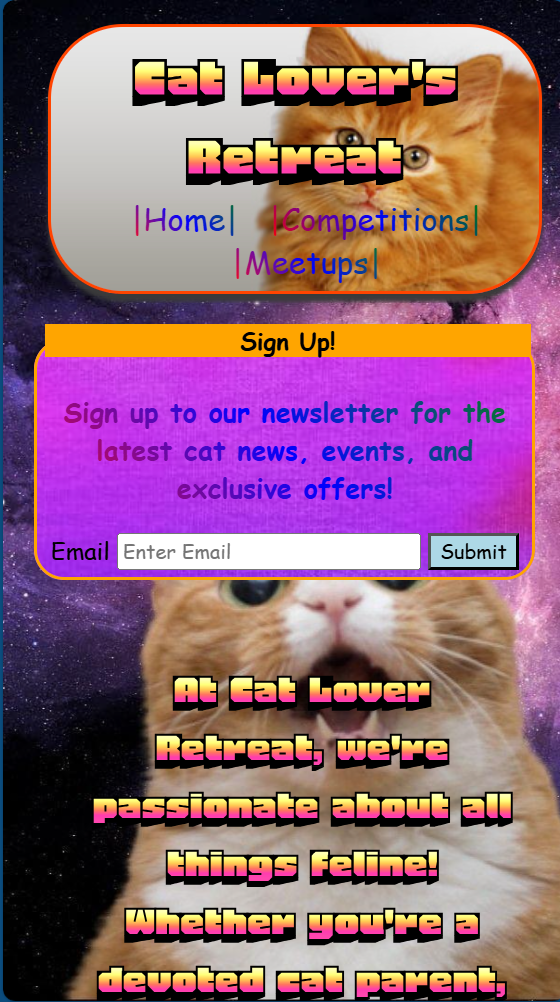 Cat Lover's
Retreat
|Home| |Competitions|
|Meetups|
Sign Up!
Sign up to our newsletter for the
latest cat news, events, and
exclusive offers!
Email Enter Email Submit
At Cat Lover
Retreat, we're
passionate about all
things feline!
Whether you're a
devoted cat parent,